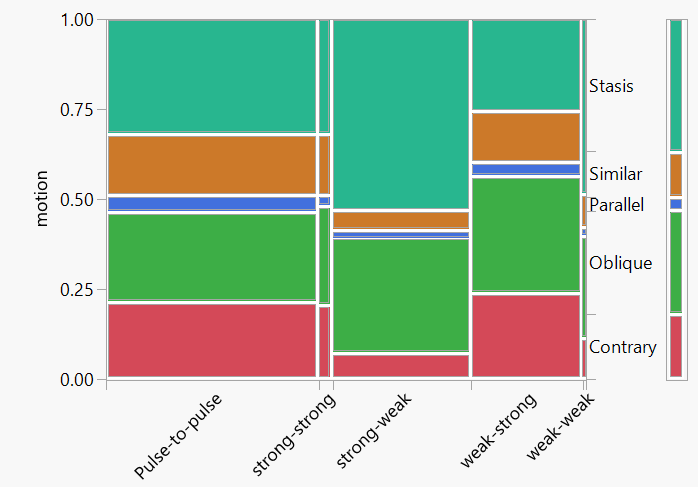 1.00
0.75
0.50
0.25
0.00
motion
Stasis
Similar
Parallel
Oblique
Contrary
Pulse-to-pulse
strong-strong
strong-weak
weak-strong
weak-weak